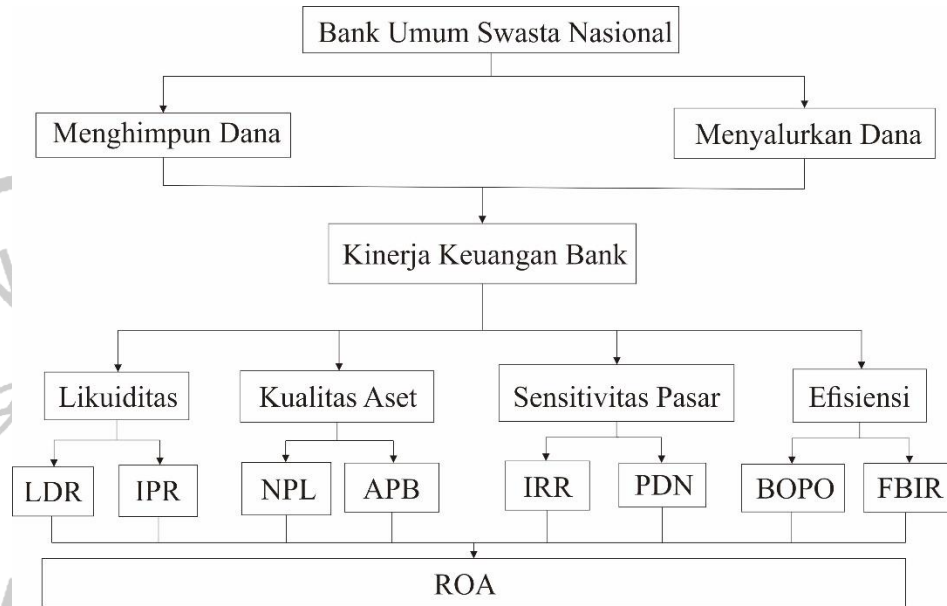 Bank Umum Swasta Nasional
Menghimpun Dana
Menyalurkan Dana
Kinerja Keuangan Bank
Likuiditas
Kualitas Aset
Sensitivitas Pasar
Efisiensi
LDR
IPR
NPL
APB
IRR
PDN
BOPO
FBIR
ROA